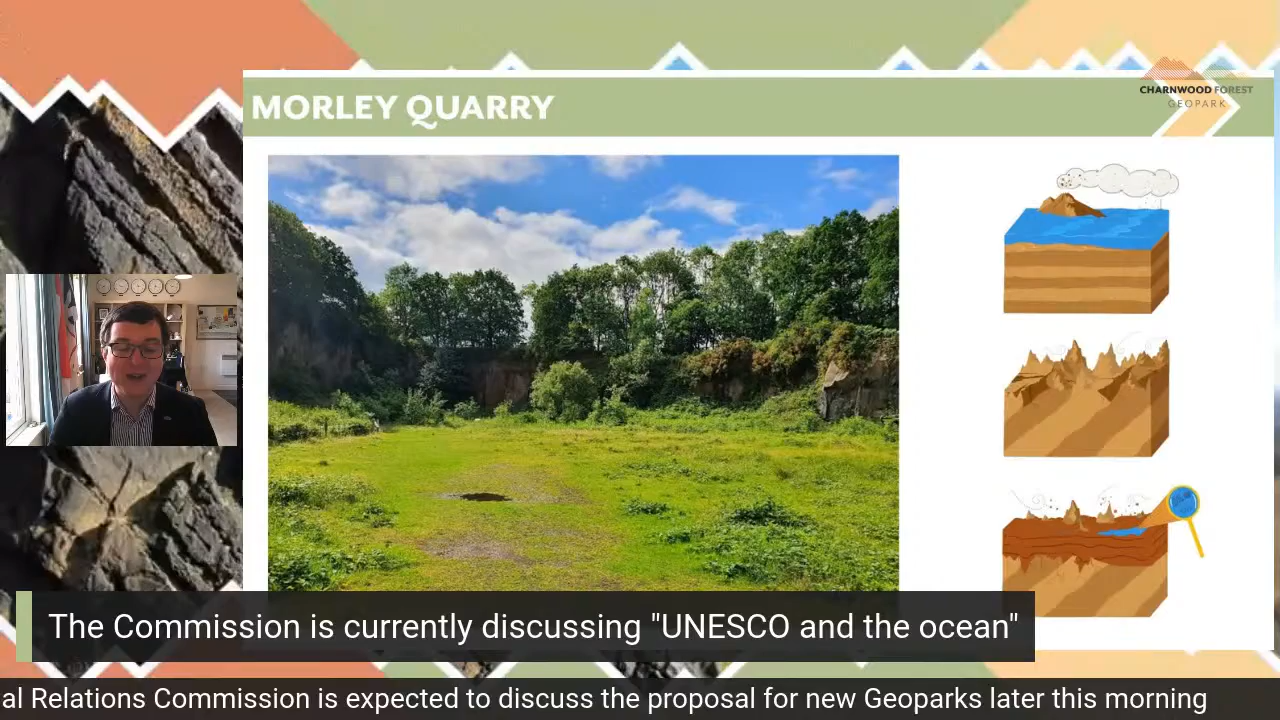 MORLEY QUARRY
CHARNWOOD FOREST
GEOPARK
The Commission is currently discussing "UNESCO and the ocean"
al Relations Commission is expected to discuss the proposal for new Geoparks later this morning